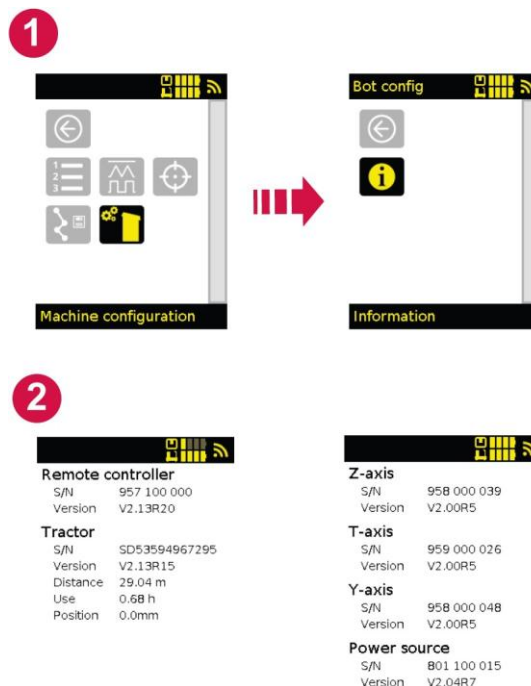 1
Bot config
1
2
3
i
Machine configuration
Information
2
Remote controller
S/N 957 100 000
Version V2.13R20
Tractor
S/N SD53594967295
Version V2.13R15
Distance 29.04 m
Use 0.68 h
Position 0.0mm
Z-axis
S/N 958 000 039
Version V2.00R5
T-axis
S/N 959 000 026
Version V2.00R5
Y-axis
S/N 958 000 048
Version V2.00R5
Power source
S/N 801 100 015
Version V2.04R7